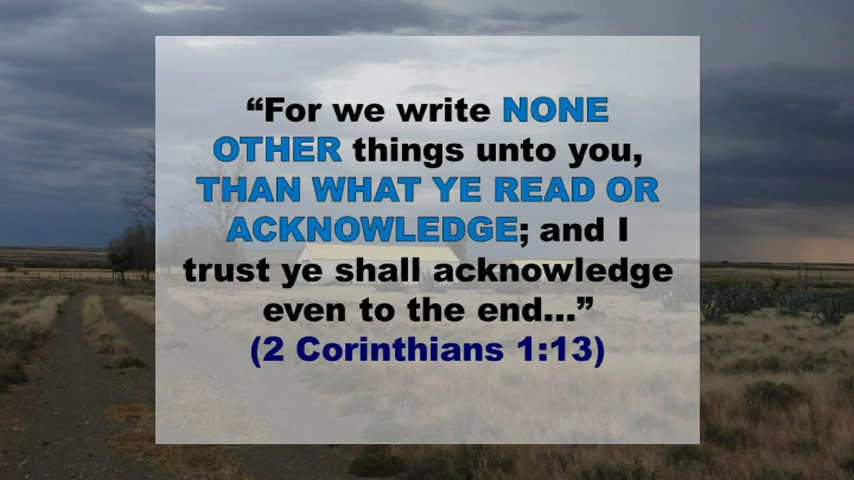 “For we write NONE
OTHER things unto you,
THAN WHAT YE READ OR
ACKNOWLEDGE; and I
trust ye shall acknowledge
even to the end...”
(2 Corinthians 1:13)